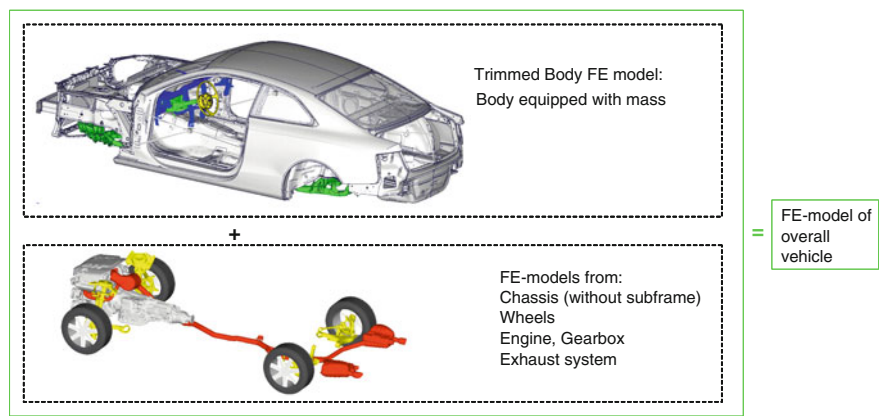 Trimmed Body FE model:
Body equipped with mass
+
FE-models from:
Chassis (without subframe)
Wheels
Engine, Gearbox
Exhaust system
=
FE-model of
overall
vehicle